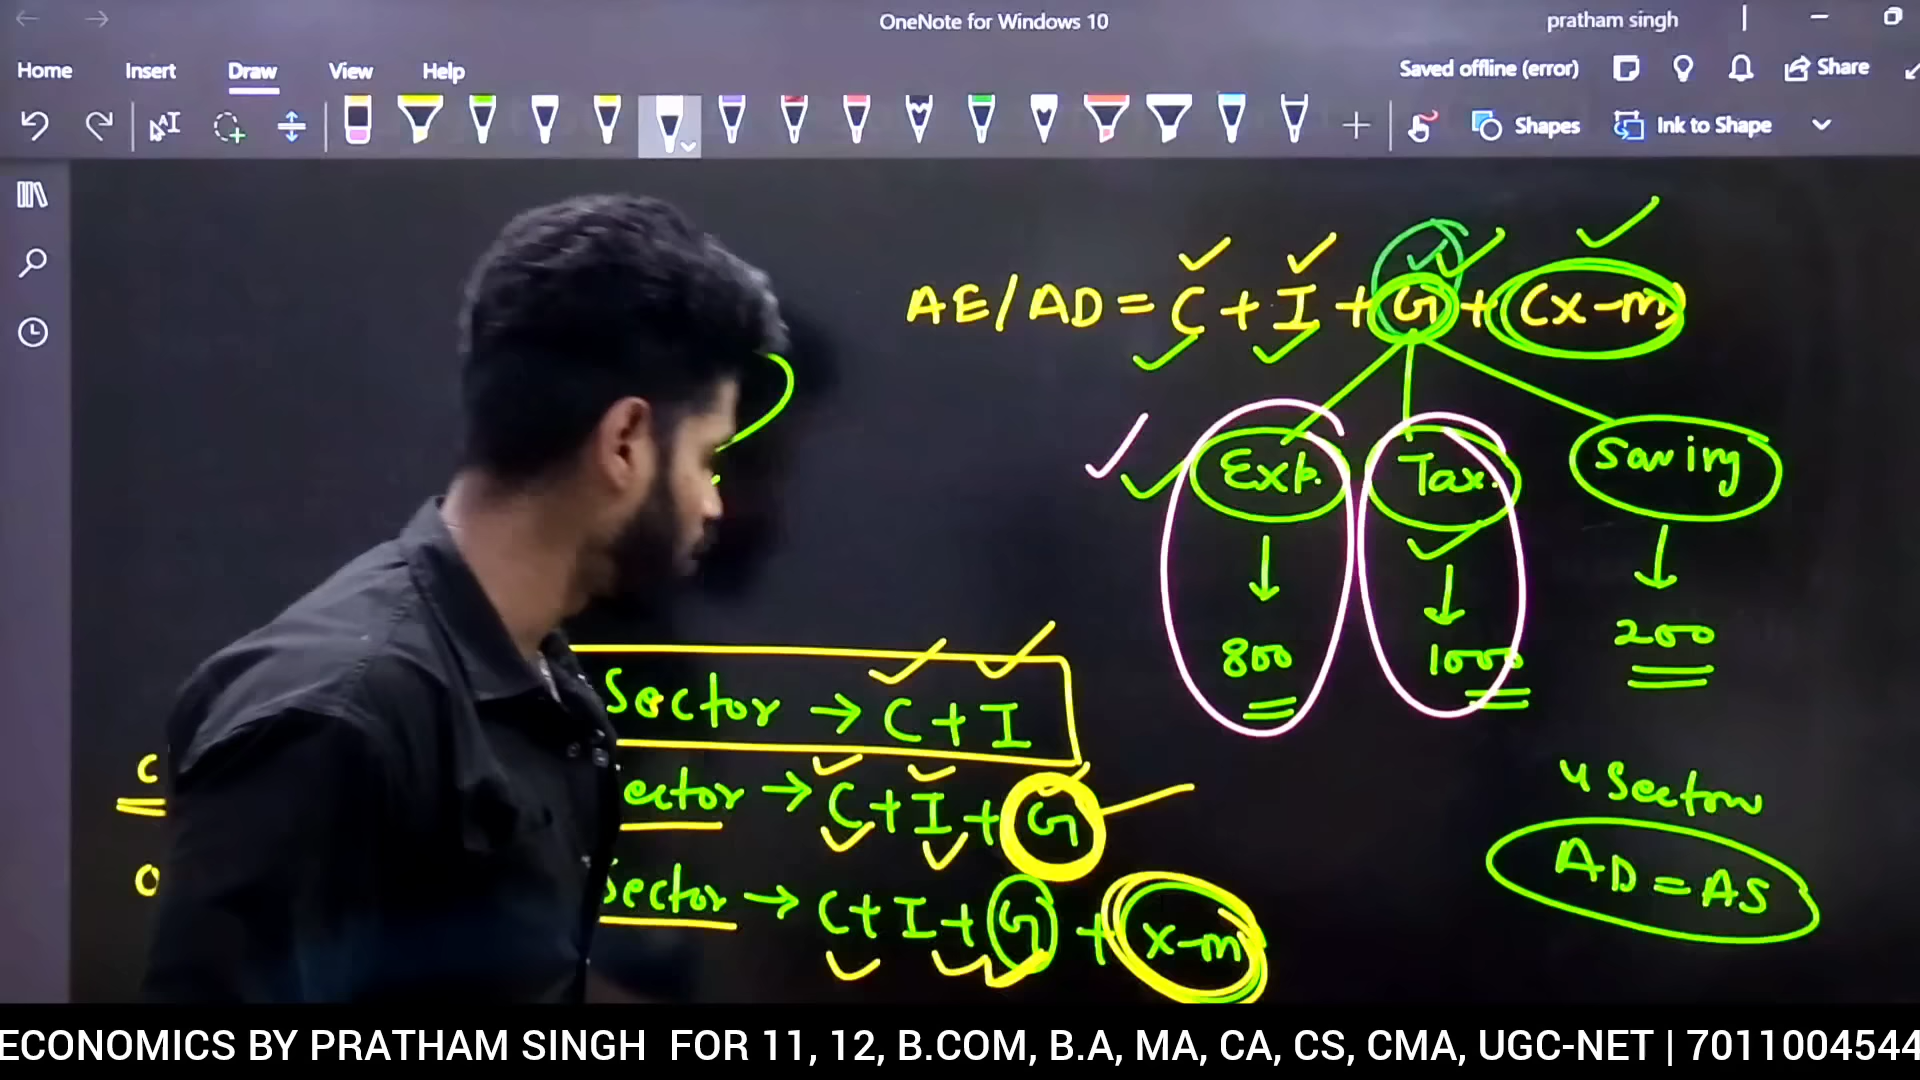 OneNote for Windows 10
pratham singh
Home Insert Draw View Help
Saved offline (error) Share
Shapes Ink to Shape
AE/AD = C + I + G + (x-m)
Exp. Tax. Saving
800 1000 200
Sector → C + I
ector → C + I + G
Sector → C + I + G + x-m
C
O
4 Sector
AD = AS
ECONOMICS BY PRATHAM SINGH FOR 11, 12, B.COM, B.A, MA, CA, CS, CMA, UGC-NET | 7011004544